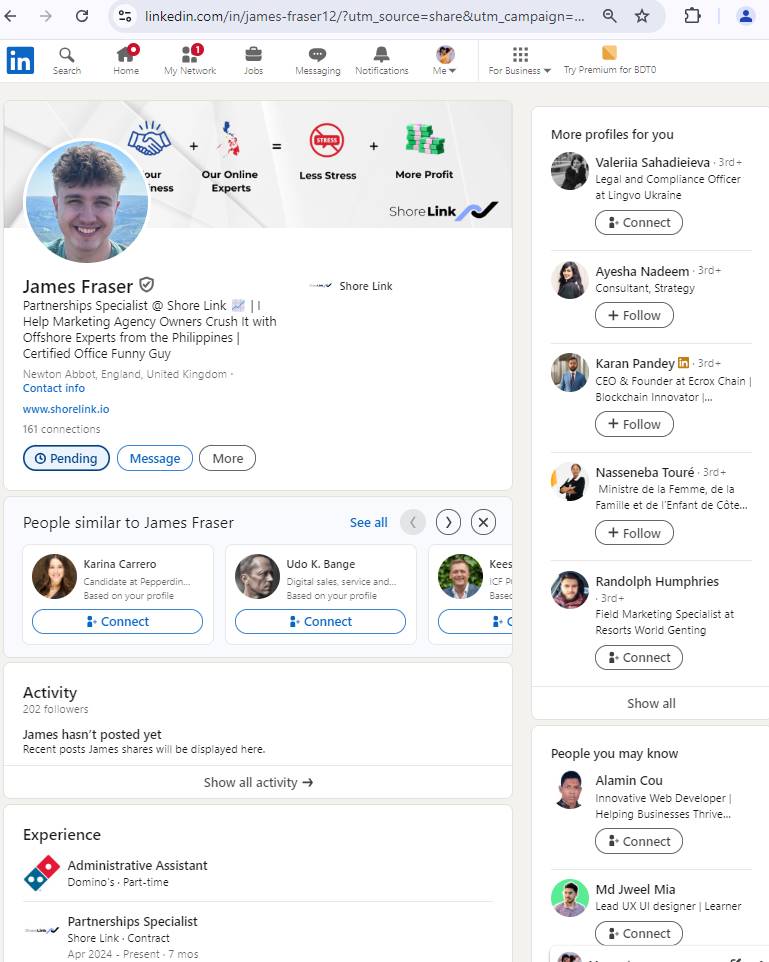 linkedin.com/in/james-fraser12/?utm_source=share&utm_campaign=...
in
Search
Home
1
My Network
Jobs
Messaging
Notifications
Me
For Business
Try Premium for BDT0
+
Our Online
Experts
=
STRESS
Less Stress
+
More Profit
Shore Link
James Fraser
Shore Link
Partnerships Specialist @ Shore Link 📈 | I
Help Marketing Agency Owners Crush It with
Offshore Experts from the Philippines |
Certified Office Funny Guy
Newton Abbot, England, United Kingdom ·
Contact info
www.shorelink.io
161 connections
Pending
Message
More
People similar to James Fraser
See all
Karina Carrero
Candidate at Pepperdin...
Based on your profile
Connect
Udo K. Bange
Digital sales, service and...
Based on your profile
Connect
Kees
Activity
202 followers
James hasn't posted yet
Recent posts James shares will be displayed here.
Show all activity →
Experience
Administrative Assistant
Domino's · Part-time
Partnerships Specialist
Shore Link · Contract
Apr 2024 - Present · 7 mos
More profiles for you
Valeriia Sahadieieva · 3rd+
Legal and Compliance Officer
at Lingvo Ukraine
Connect
Ayesha Nadeem · 3rd+
Consultant, Strategy
+ Follow
Karan Pandey in · 3rd+
CEO & Founder at Ecrox Chain |
Blockchain Innovator |...
+ Follow
Nasseneba Touré · 3rd+
Ministre de la Femme, de la
Famille et de l'Enfant de Côte...
+ Follow
Randolph Humphries
· 3rd+
Field Marketing Specialist at
Resorts World Genting
Connect
Show all
People you may know
Alamin Cou
Innovative Web Developer |
Helping Businesses Thrive...
Connect
Md Jweel Mia
Lead UX UI designer | Learner
Connect